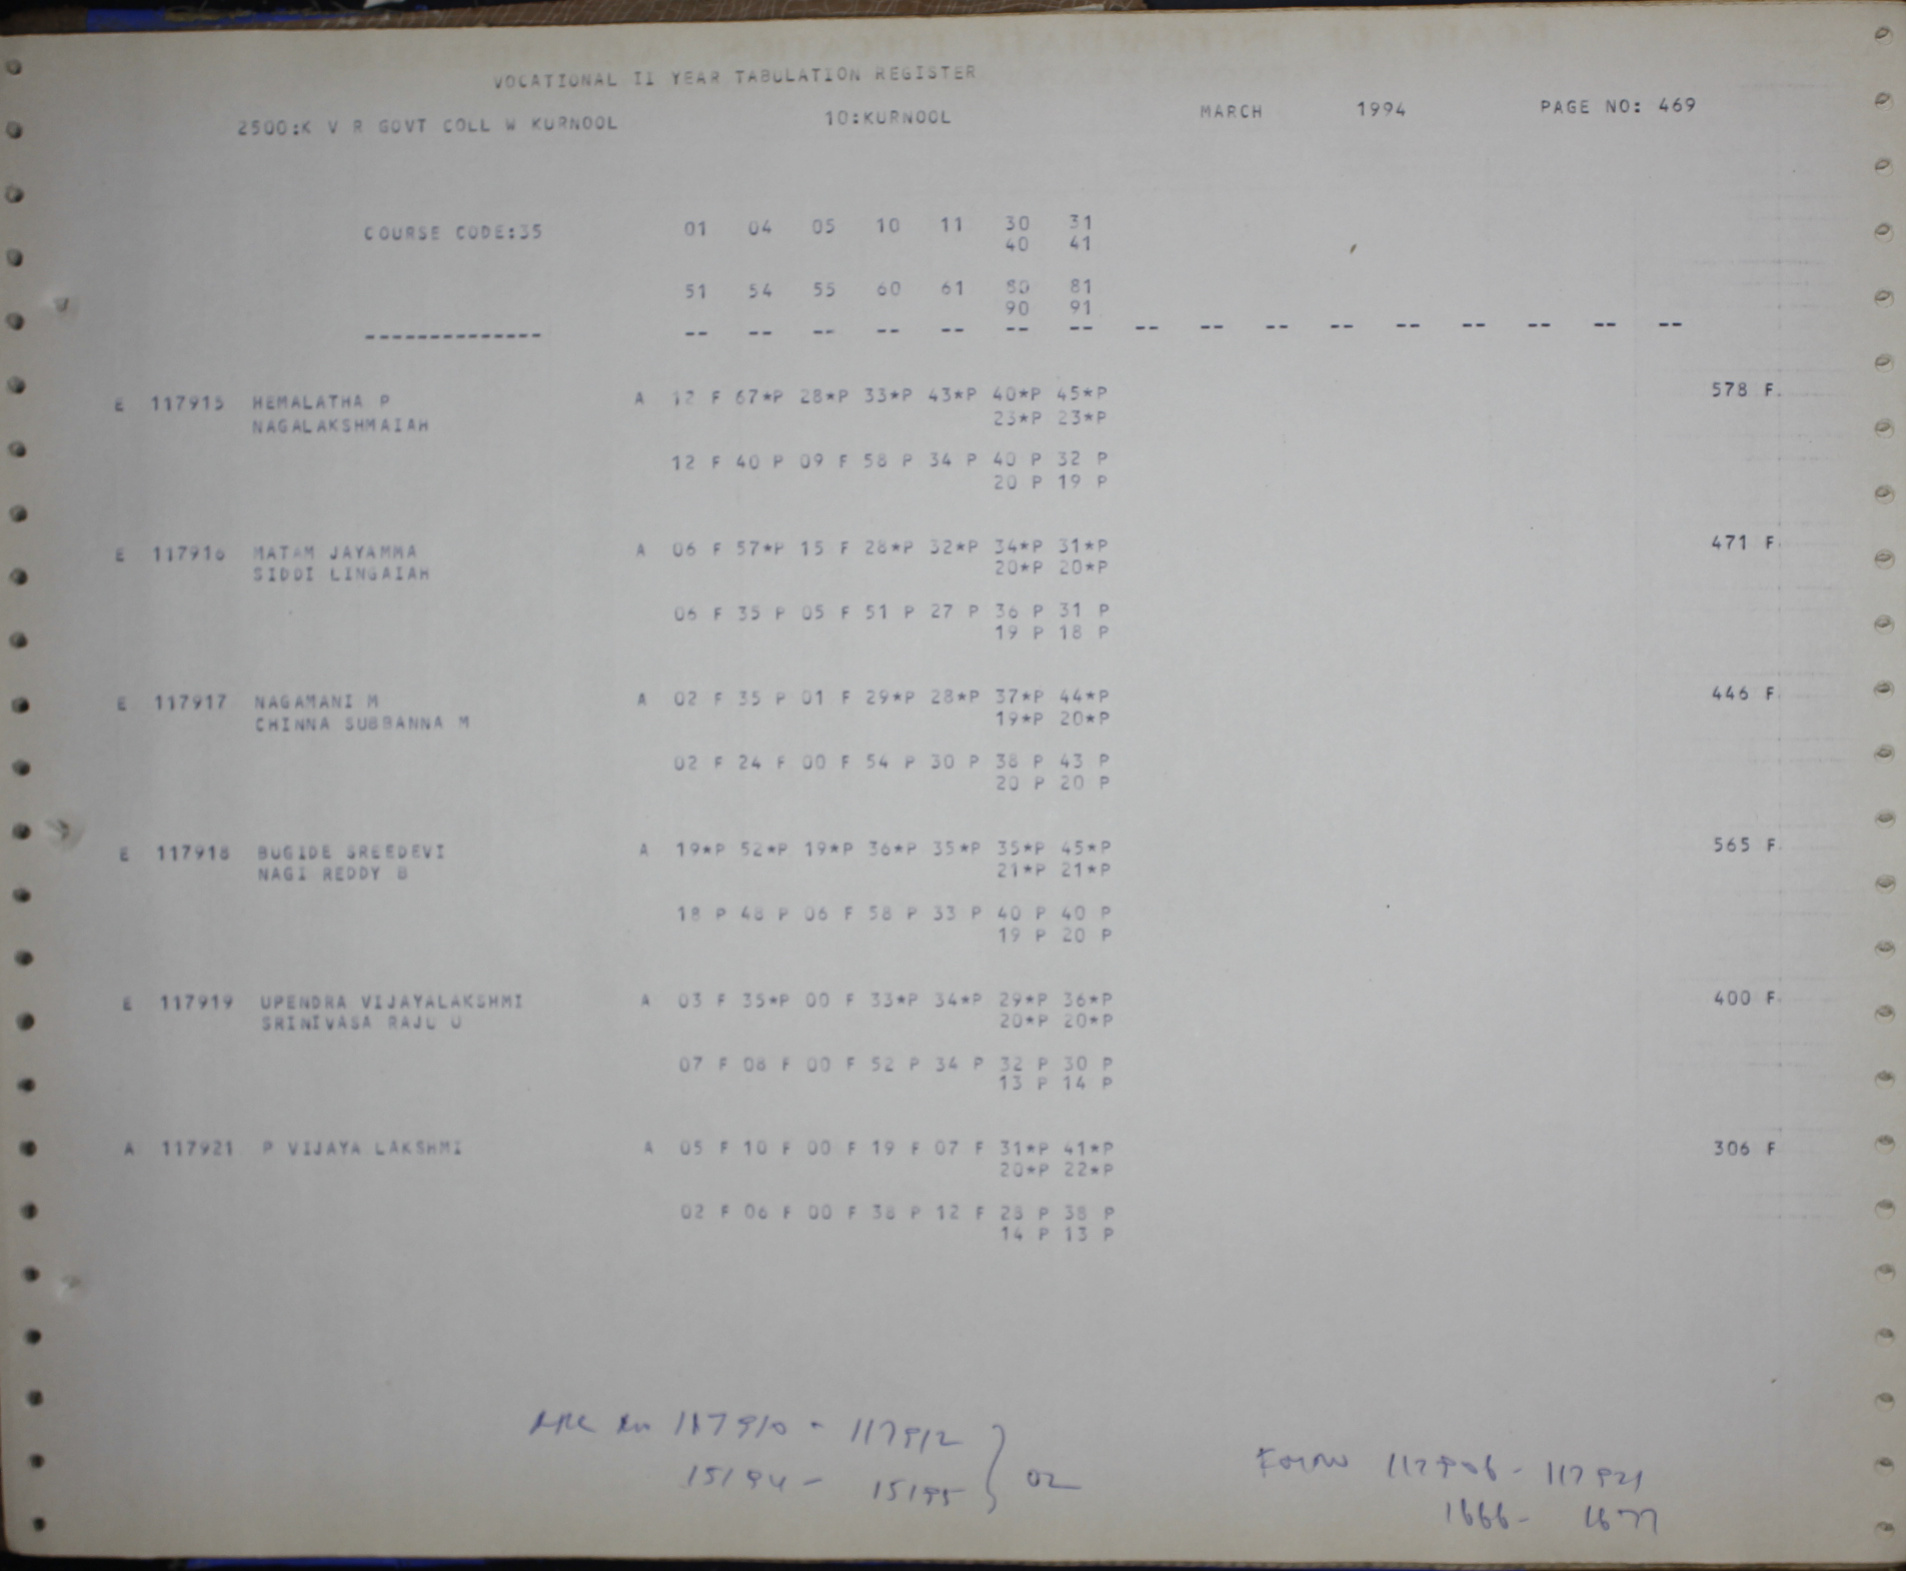 VOCATIONAL II YEAR TABULATION REGISTER
2500:K V R GOVT COLL W KURNOOL 10:KURNOOL MARCH 1994 PAGE NO: 469
COURSE CODE:35 01 04 05 10 11 30 31
40 41
51 54 55 60 61 80 81
90 91
-------------- -- -- -- -- -- -- -- -- -- -- -- -- -- -- -- --
E 117915 HEMALATHA P A 12 F 67*P 28*P 33*P 43*P 40*P 45*P 578 F
NAGALAKSHMAIAH 23*P 23*P
12 F 40 P 09 F 58 P 34 P 40 P 32 P
20 P 19 P
E 117916 MATAM JAYAMMA A 06 F 57*P 15 F 28*P 32*P 34*P 31*P 471 F
SIDDI LINGAIAH 20*P 20*P
06 F 35 P 05 F 51 P 27 P 36 P 31 P
19 P 18 P
E 117917 NAGAMANI M A 02 F 35 P 01 F 29*P 28*P 37*P 44*P 446 F
CHINNA SUBBANNA M 19*P 20*P
02 F 24 F 00 F 54 P 30 P 38 P 43 P
20 P 20 P
E 117918 BUGIDE SREEDEVI A 19*P 52*P 19*P 36*P 35*P 35*P 45*P 565 F
NAGI REDDY B 21*P 21*P
18 P 48 P 06 F 58 P 33 P 40 P 40 P
19 P 20 P
E 117919 UPENDRA VIJAYALAKSHMI A 03 F 35*P 00 F 33*P 34*P 29*P 36*P 400 F
SRINIVASA RAJU U 20*P 20*P
07 F 08 F 00 F 52 P 34 P 32 P 30 P
13 P 14 P
A 117921 P VIJAYA LAKSHMI A 05 F 10 F 00 F 19 F 07 F 31*P 41*P 306 F
20*P 22*P
02 F 06 F 00 F 38 P 12 F 28 P 38 P
14 P 13 P
117910 - 117912
15194 - 15195 } 02
117906 - 117921
1666 - 1677